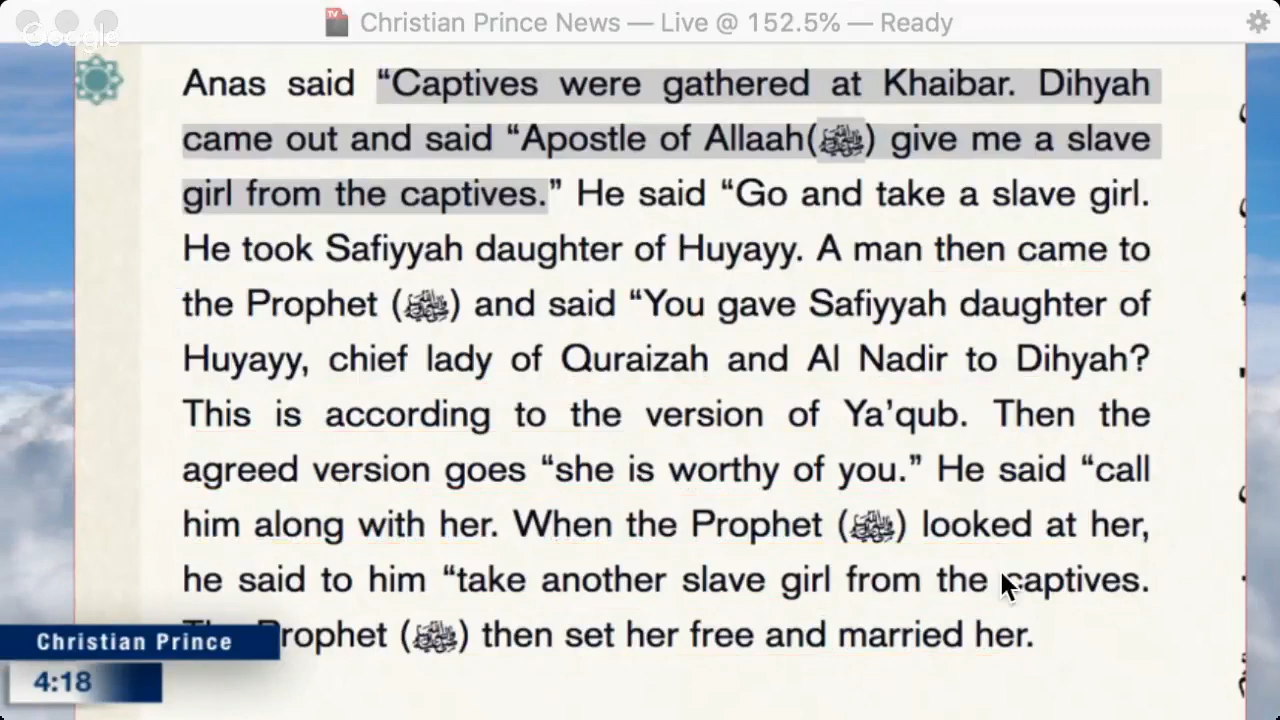 Christian Prince News — Live @ 152.5% — Ready
Google
TV
Anas said “Captives were gathered at Khaibar. Dihyah
came out and said “Apostle of Allaah(ﷺ) give me a slave
girl from the captives.” He said “Go and take a slave girl.
He took Safiyyah daughter of Huyayy. A man then came to
the Prophet (ﷺ) and said “You gave Safiyyah daughter of
Huyayy, chief lady of Quraizah and Al Nadir to Dihyah?
This is according to the version of Ya’qub. Then the
agreed version goes “she is worthy of you.” He said “call
him along with her. When the Prophet (ﷺ) looked at her,
he said to him “take another slave girl from the captives.
Prophet (ﷺ) then set her free and married her.
Christian Prince
4:18